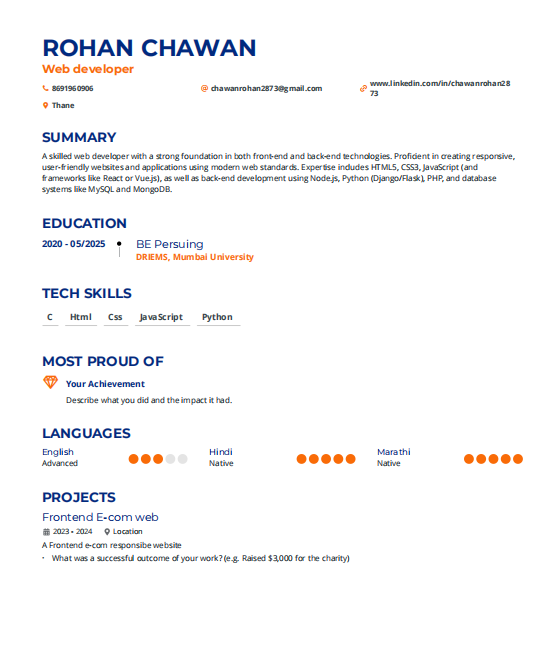 ROHAN CHAWAN
Web developer
8691960906
chawanrohan2873@gmail.com
www.linkedin.com/in/chawanrohan28
73
Thane
SUMMARY
A skilled web developer with a strong foundation in both front-end and back-end technologies. Proficient in creating responsive,
user-friendly websites and applications using modern web standards. Expertise includes HTML5, CSS3, JavaScript (and
frameworks like React or Vue.js), as well as back-end development using Node.js, Python (Django/Flask), PHP, and database
systems like MySQL and MongoDB.
EDUCATION
2020 - 05/2025
BE Persuing
DRIEMS, Mumbai University
TECH SKILLS
C Html Css JavaScript Python
MOST PROUD OF
Your Achievement
Describe what you did and the impact it had.
LANGUAGES
English
Advanced
Hindi
Native
Marathi
Native
PROJECTS
Frontend E-com web
2023 - 2024 Location
A Frontend e-com responsibe website
· What was a successful outcome of your work? (e.g. Raised $3,000 for the charity)